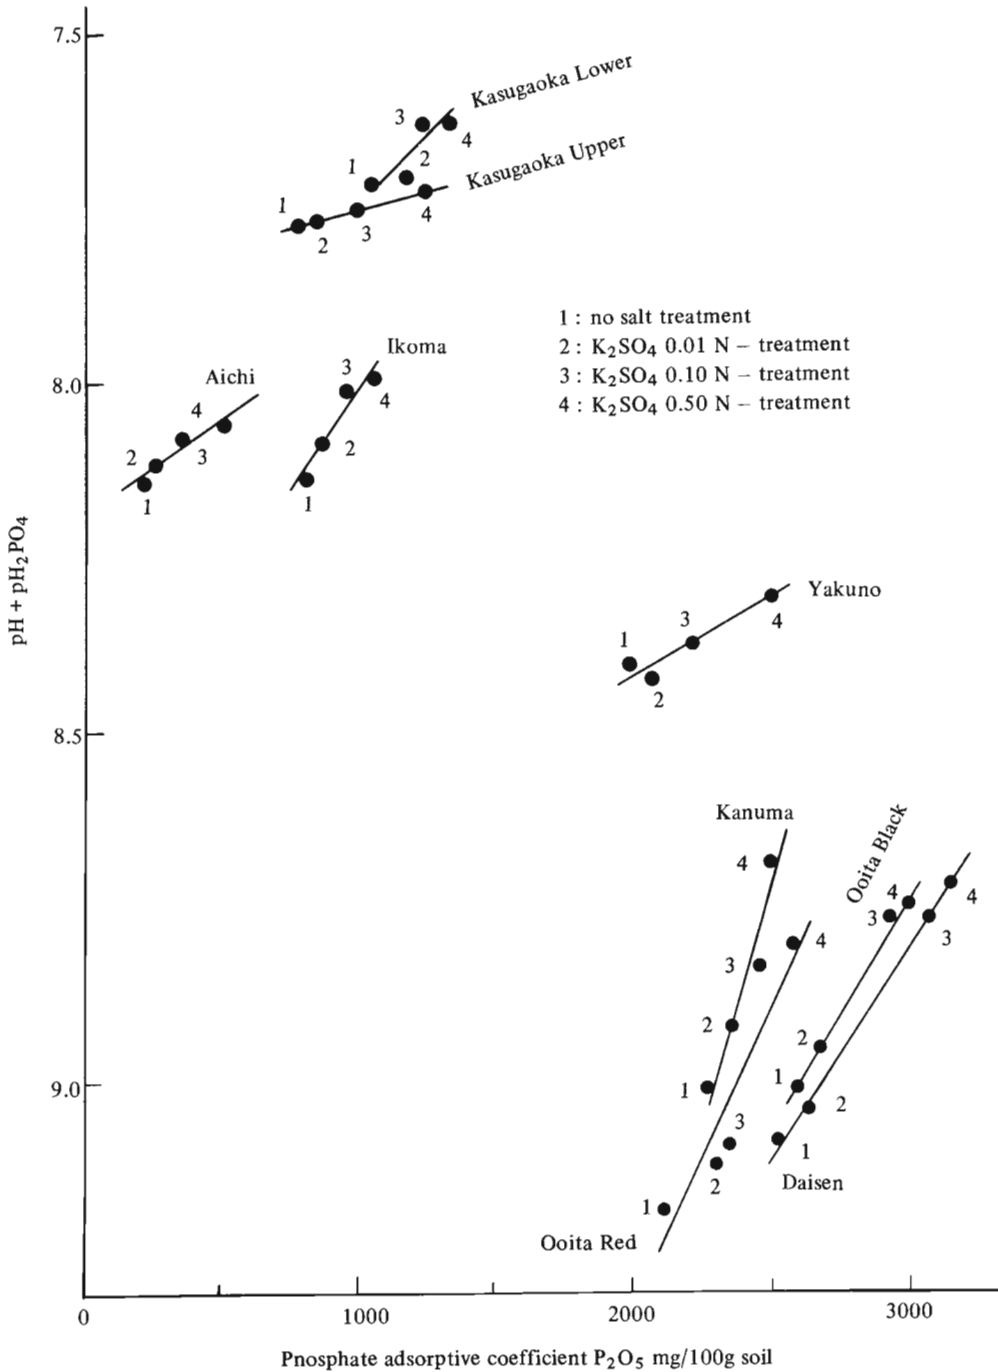 7.5
Kasugaoka Lower
3
4
1
2
Kasugaoka Upper
1
2
3
4
1 : no salt treatment
2 : K₂SO₄ 0.01 N – treatment
3 : K₂SO₄ 0.10 N – treatment
4 : K₂SO₄ 0.50 N – treatment
Ikoma
3
4
2
1
Aichi
8.0
4
2
3
1
pH + pH₂PO₄
Yakuno
3
4
1
2
8.5
Kanuma
4
3
2
1
Ooita Black
4
3
2
1
4
3
2
1
Daisen
9.0
4
3
2
1
Ooita Red
0
1000
2000
3000
Pnosphate adsorptive coefficient P₂O₅ mg/100g soil